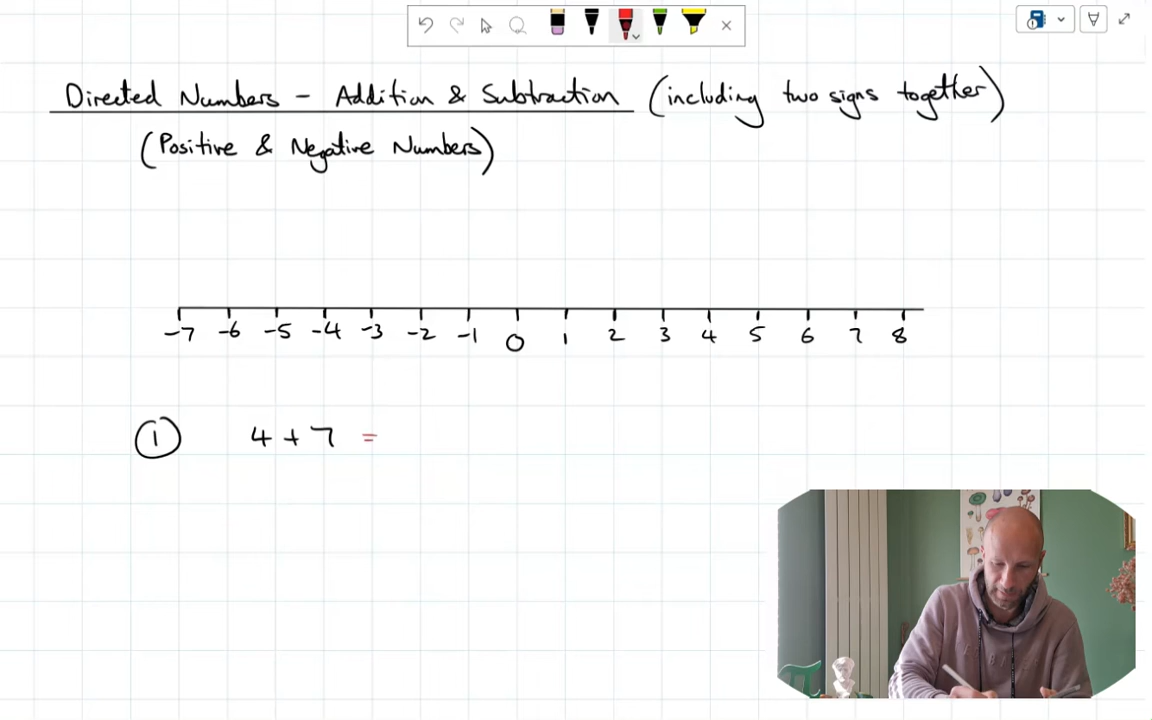 Directed Numbers - Addition & Subtraction (including two signs together)
(Positive & Negative Numbers)
-7 -6 -5 -4 -3 -2 -1 0 1 2 3 4 5 6 7 8
1 4 + 7 =